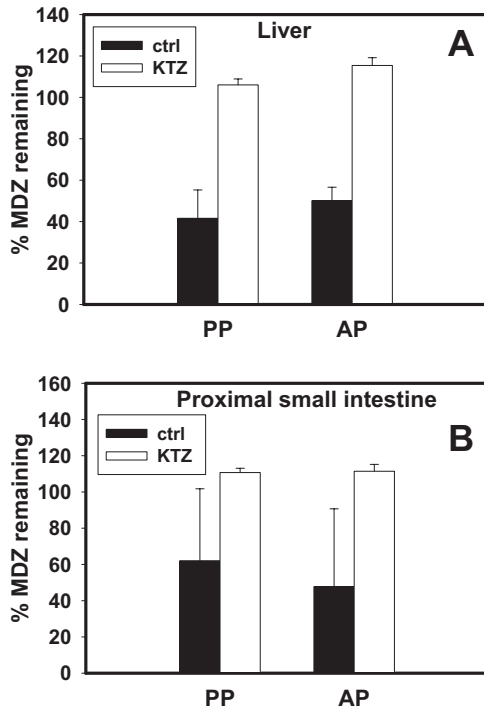 Liver
A
ctrl
KTZ
% MDZ remaining
140
120
100
80
60
40
20
0
PP AP
Proximal small intestine
B
ctrl
KTZ
% MDZ remaining
160
140
120
100
80
60
40
20
0
PP AP